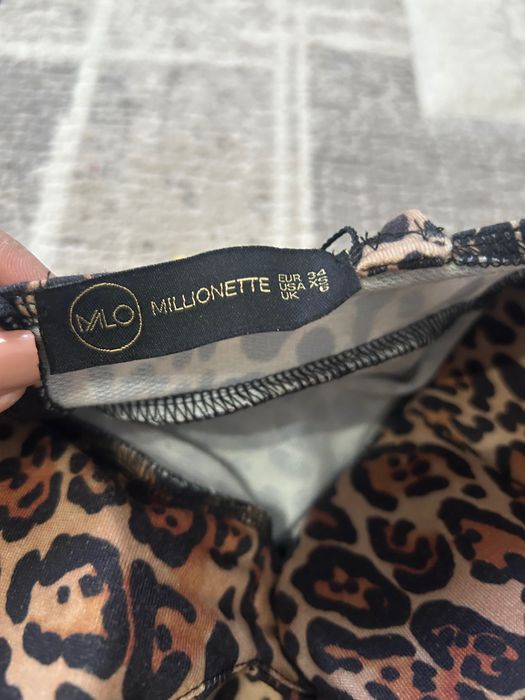 MLO
MILLIONETTE
EUR 34
USA XS
UK 6